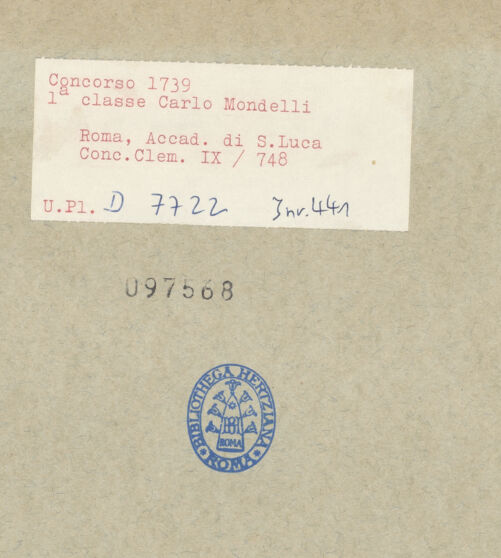 Concorso 1739
1a classe Carlo Mondelli
Roma, Accad. di S.Luca
Conc.Clem. IX / 748
U.Pl. D 7722 Inv.441
097568
BIBLIOTHECA HERTZIANA
BH
ROMA
* ROMA *